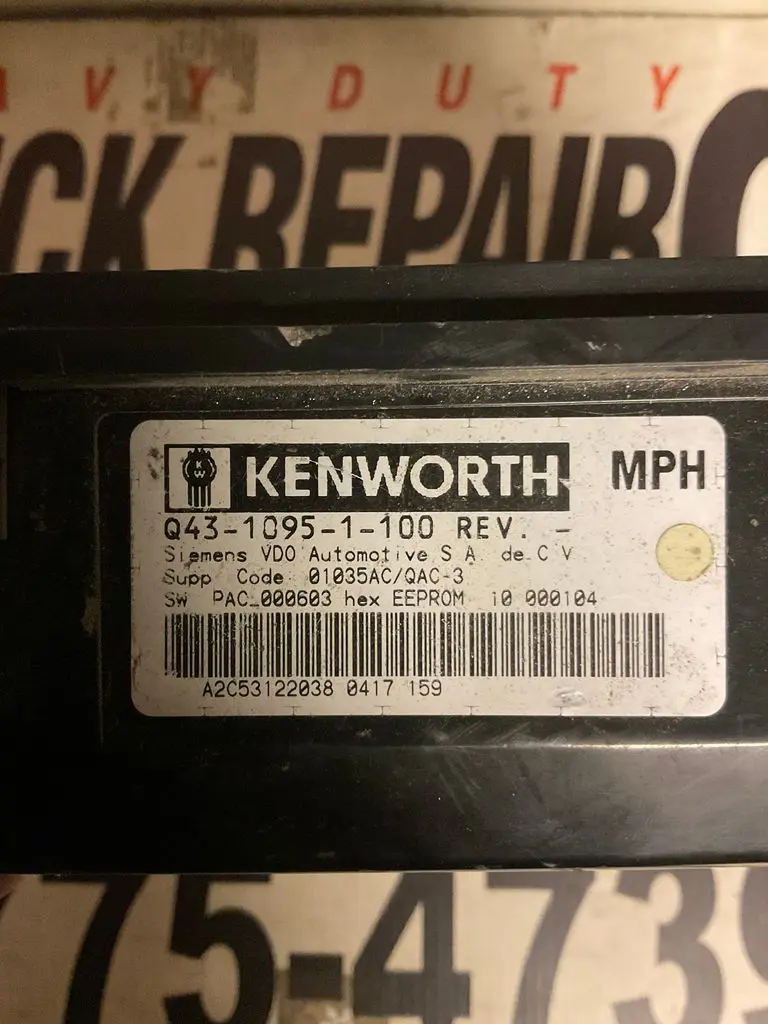 AVY DUTY
CK REPAIR
KENWORTH MPH
Q43-1095-1-100 REV. -
Siemens VDO Automotive S A de C V
Supp Code 01035AC/QAC-3
SW PAC_000603 hex EEPROM 10 000104
A2C53122038 0417 159
75-4739